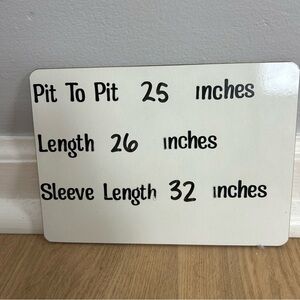 Pit To Pit 25 inches
Length 26 inches
Sleeve Length 32 inches